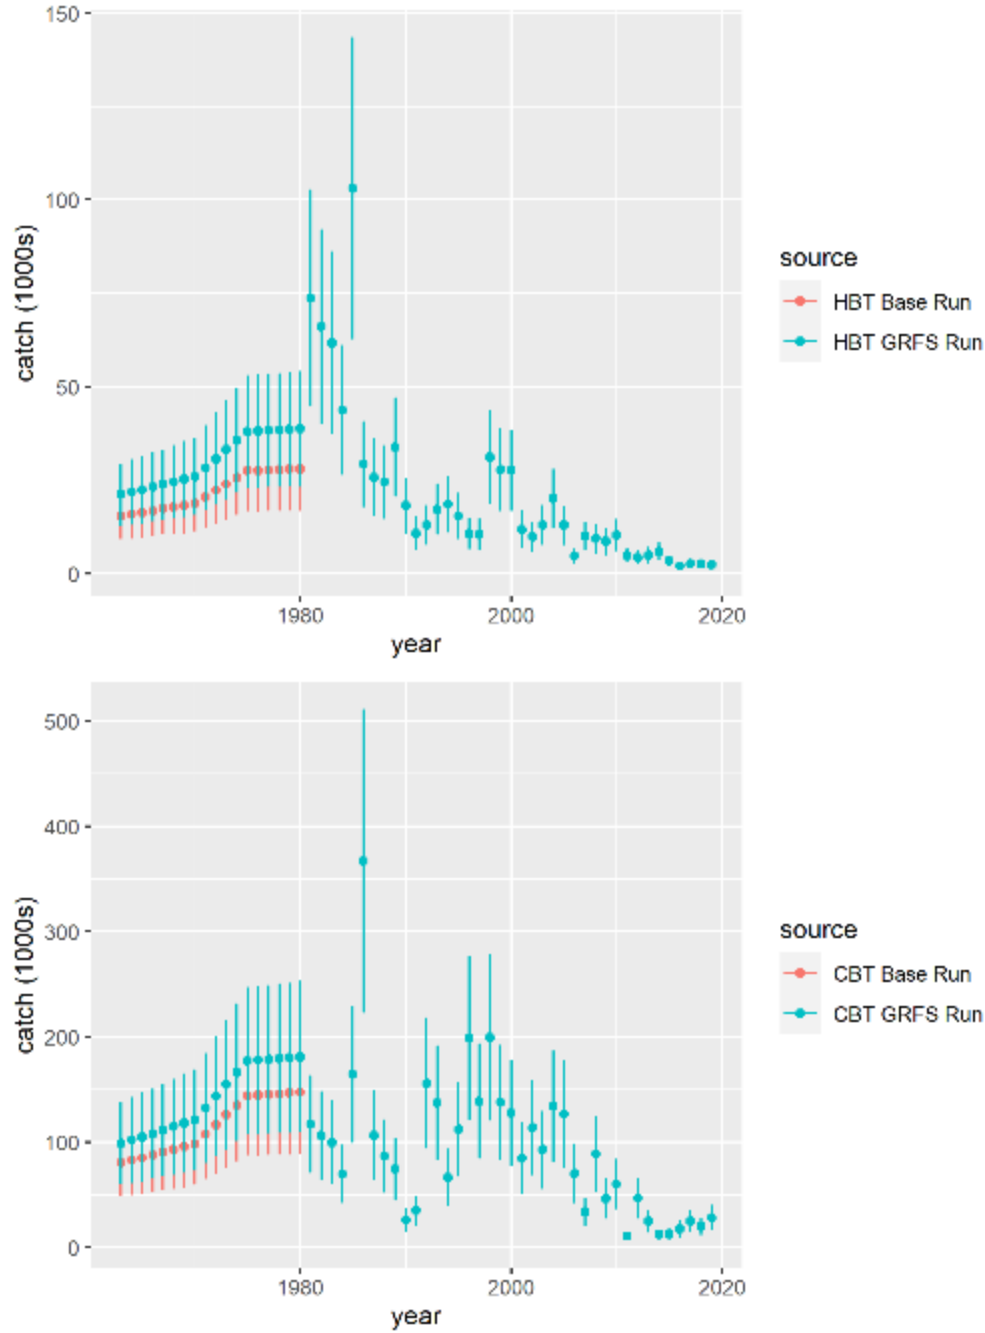 150
100
50
0
catch (1000s)
1980
2000
2020
year
source
HBT Base Run
HBT GRFS Run
500
400
300
200
100
0
catch (1000s)
1980
2000
2020
year
source
CBT Base Run
CBT GRFS Run